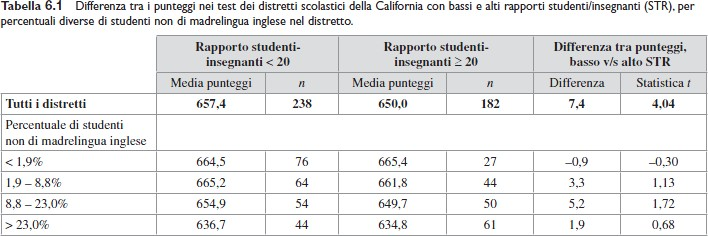 Tabella 6.1 Differenza tra i punteggi nei test dei distretti scolastici della California con bassi e alti rapporti studenti/insegnanti (STR), per
percentuali diverse di studenti non di madrelingua inglese nel distretto.
Rapporto studenti-insegnanti < 20 Rapporto studenti-insegnanti ≥ 20 Differenza tra punteggi, basso v/s alto STR
Media punteggi n Media punteggi n Differenza Statistica t
Tutti i distretti 657,4 238 650,0 182 7,4 4,04
Percentuale di studenti
non di madrelingua inglese
< 1,9% 664,5 76 665,4 27 –0,9 –0,30
1,9 – 8,8% 665,2 64 661,8 44 3,3 1,13
8,8 – 23,0% 654,9 54 649,7 50 5,2 1,72
> 23,0% 636,7 44 634,8 61 1,9 0,68